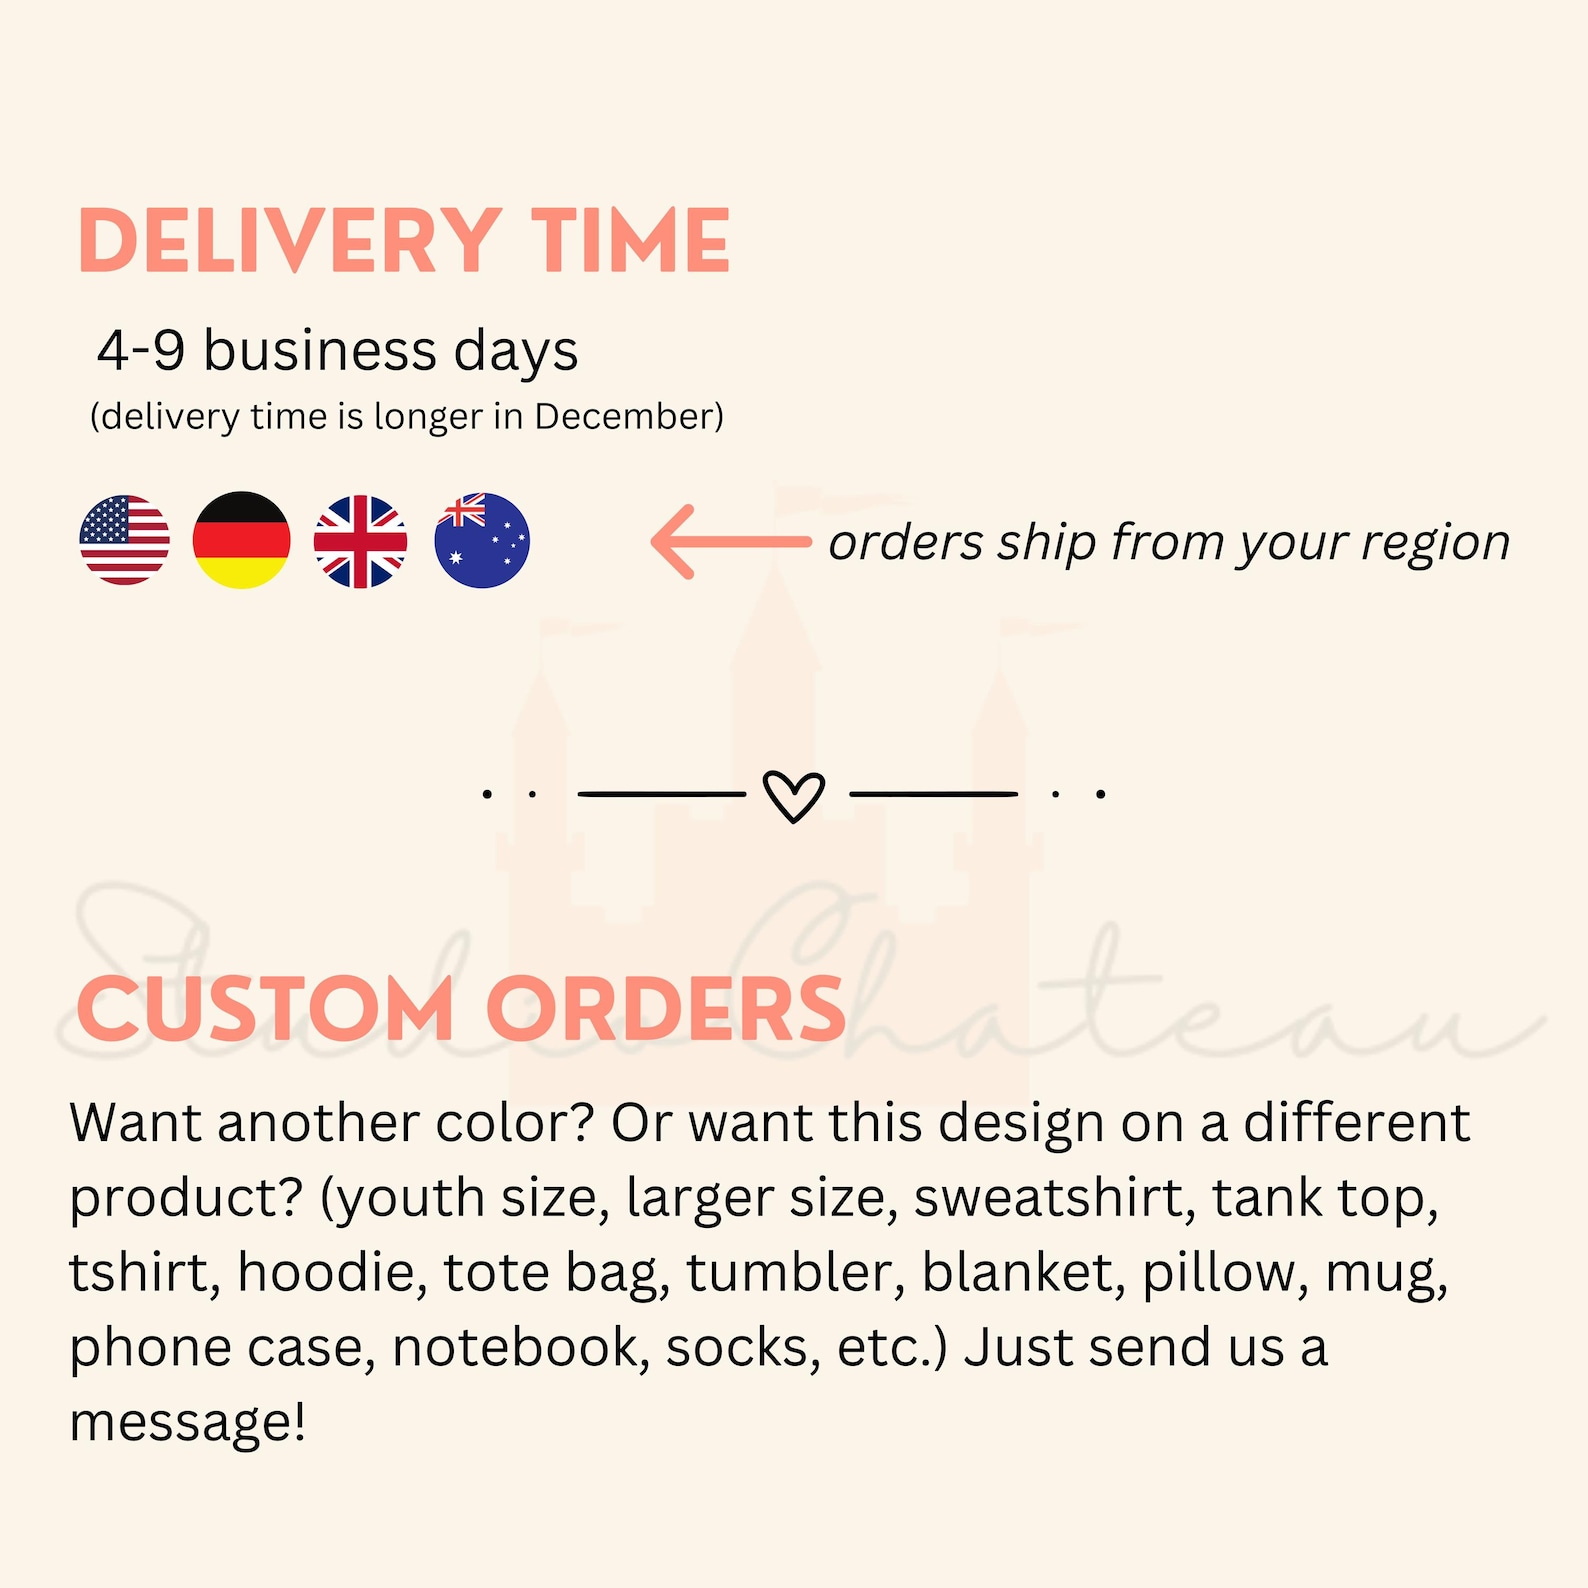 DELIVERY TIME
4-9 business days
(delivery time is longer in December)
orders ship from your region
Studio Chateau
CUSTOM ORDERS
Want another color? Or want this design on a different
product? (youth size, larger size, sweatshirt, tank top,
tshirt, hoodie, tote bag, tumbler, blanket, pillow, mug,
phone case, notebook, socks, etc.) Just send us a
message!